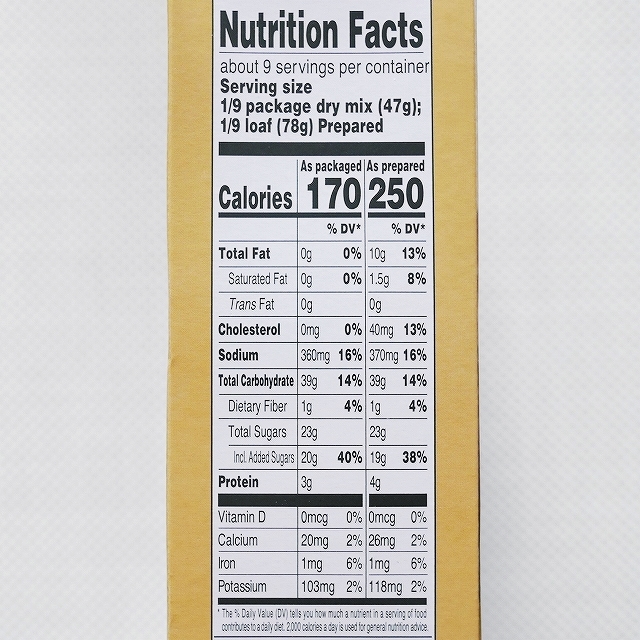 Nutrition Facts
about 9 servings per container
Serving size
1/9 package dry mix (47g);
1/9 loaf (78g) Prepared
As packaged As prepared
Calories 170 250
% DV* % DV*
Total Fat 0g 0% 10g 13%
Saturated Fat 0g 0% 1.5g 8%
Trans Fat 0g 0g
Cholesterol 0mg 0% 40mg 13%
Sodium 360mg 16% 370mg 16%
Total Carbohydrate 39g 14% 39g 14%
Dietary Fiber 1g 4% 1g 4%
Total Sugars 23g 23g
Incl. Added Sugars 20g 40% 19g 38%
Protein 3g 4g
Vitamin D 0mcg 0% 0mcg 0%
Calcium 20mg 2% 26mg 2%
Iron 1mg 6% 1mg 6%
Potassium 103mg 2% 118mg 2%
* The % Daily Value (DV) tells you how much a nutrient in a serving of food
contributes to a daily diet. 2,000 calories a day is used for general nutrition advice.